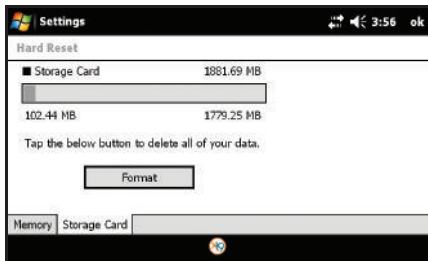 Settings 3:56 ok
Hard Reset
Storage Card 1881.69 MB
102.44 MB 1779.25 MB
Tap the below button to delete all of your data.
Format
Memory Storage Card